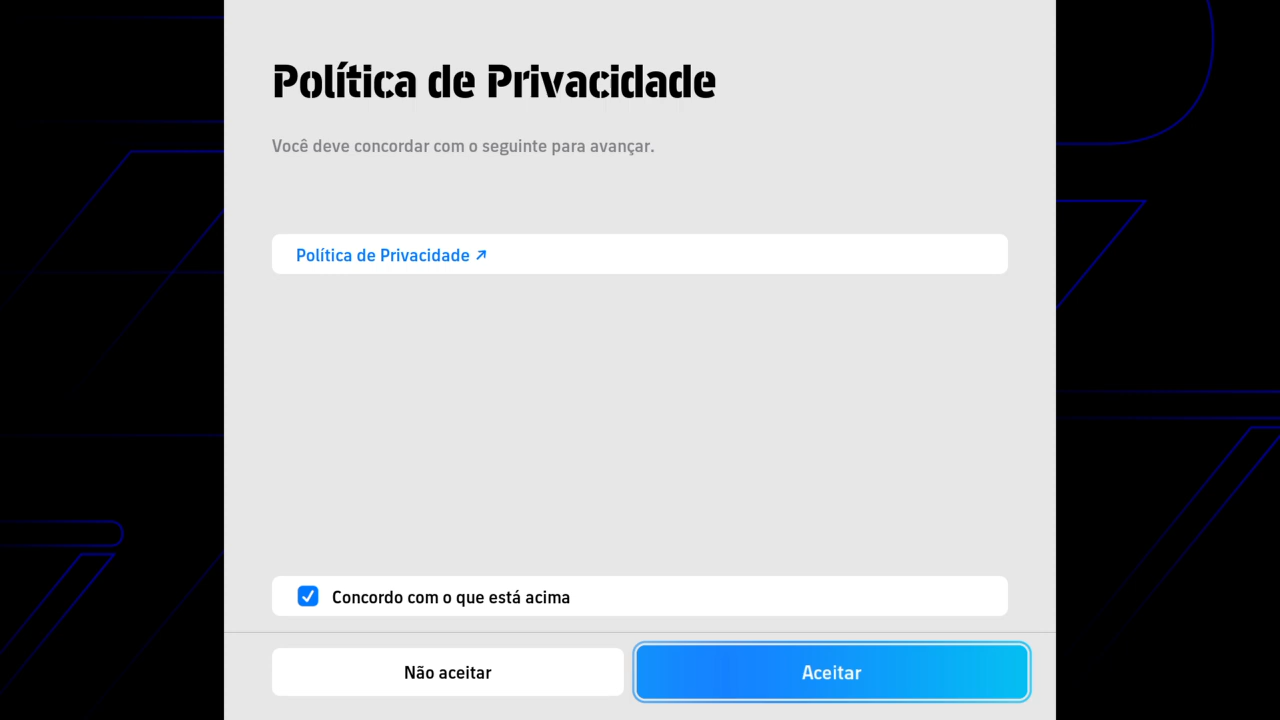 Política de Privacidade
Você deve concordar com o seguinte para avançar.
Política de Privacidade ↗
Concordo com o que está acima
Não aceitar
Aceitar